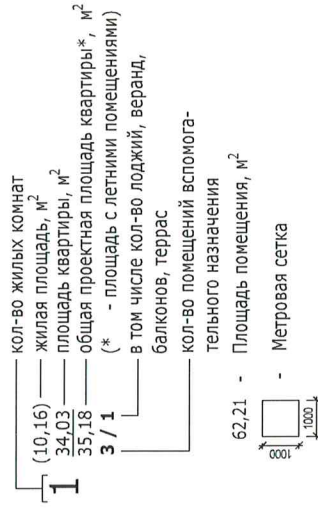 кол-во жилых комнат
1
(10,16) жилая площадь, м²
34,03 площадь квартиры, м²
35,18 общая проектная площадь квартиры*, м²
(* - площадь с летними помещениями)
3 / 1 в том числе кол-во лоджий, веранд,
балконов, террас
кол-во помещений вспомога-
тельного назначения
62,21 - Площадь помещения, м²
1000
1000
- Метровая сетка